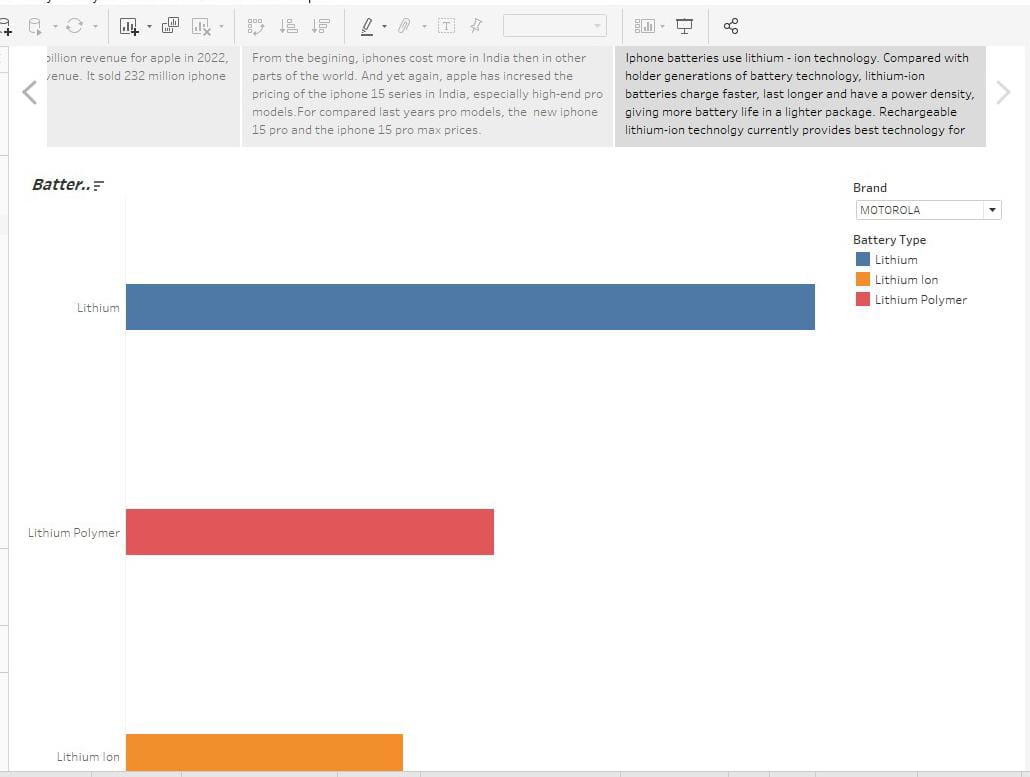 billion revenue for apple in 2022,
venue. It sold 232 million iphone
From the begining, iphones cost more in India then in other
parts of the world. And yet again, apple has incresed the
pricing of the iphone 15 series in India, especially high-end pro
models.For compared last years pro models, the new iphone
15 pro and the iphone 15 pro max prices.
Iphone batteries use lithium - ion technology. Compared with
holder generations of battery technology, lithium-ion
batteries charge faster, last longer and have a power density,
giving more battery life in a lighter package. Rechargeable
lithium-ion technolgy currently provides best technology for
Batter..
Brand
MOTOROLA
Battery Type
Lithium
Lithium Ion
Lithium Polymer
Lithium
Lithium Polymer
Lithium Ion